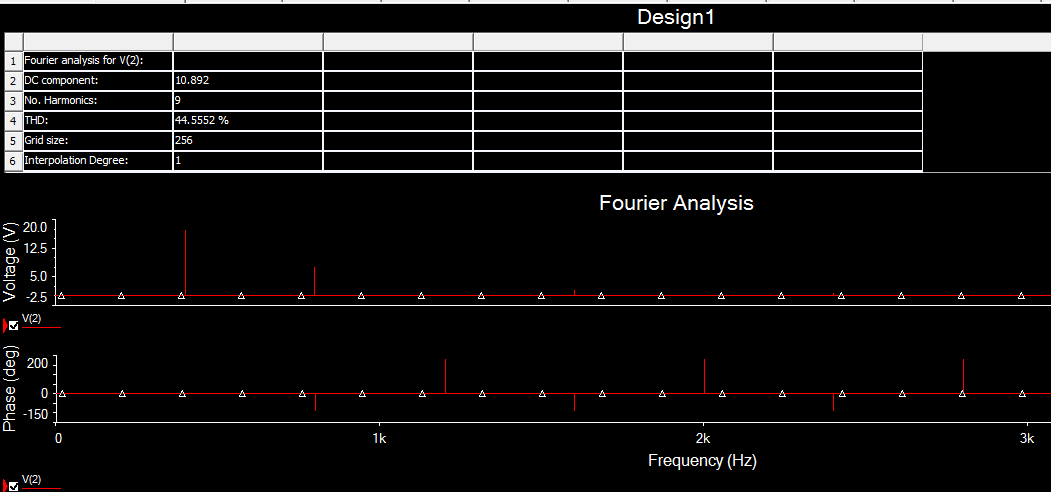 Design1
1 Fourier analysis for V(2):
2 DC component: 10.892
3 No. Harmonics: 9
4 THD: 44.5552 %
5 Grid size: 256
6 Interpolation Degree: 1
Fourier Analysis
Voltage (V)
20.0
12.5
5.0
-2.5
V(2)
Phase (deg)
200
0
-150
0 1k 2k 3k
Frequency (Hz)
V(2)